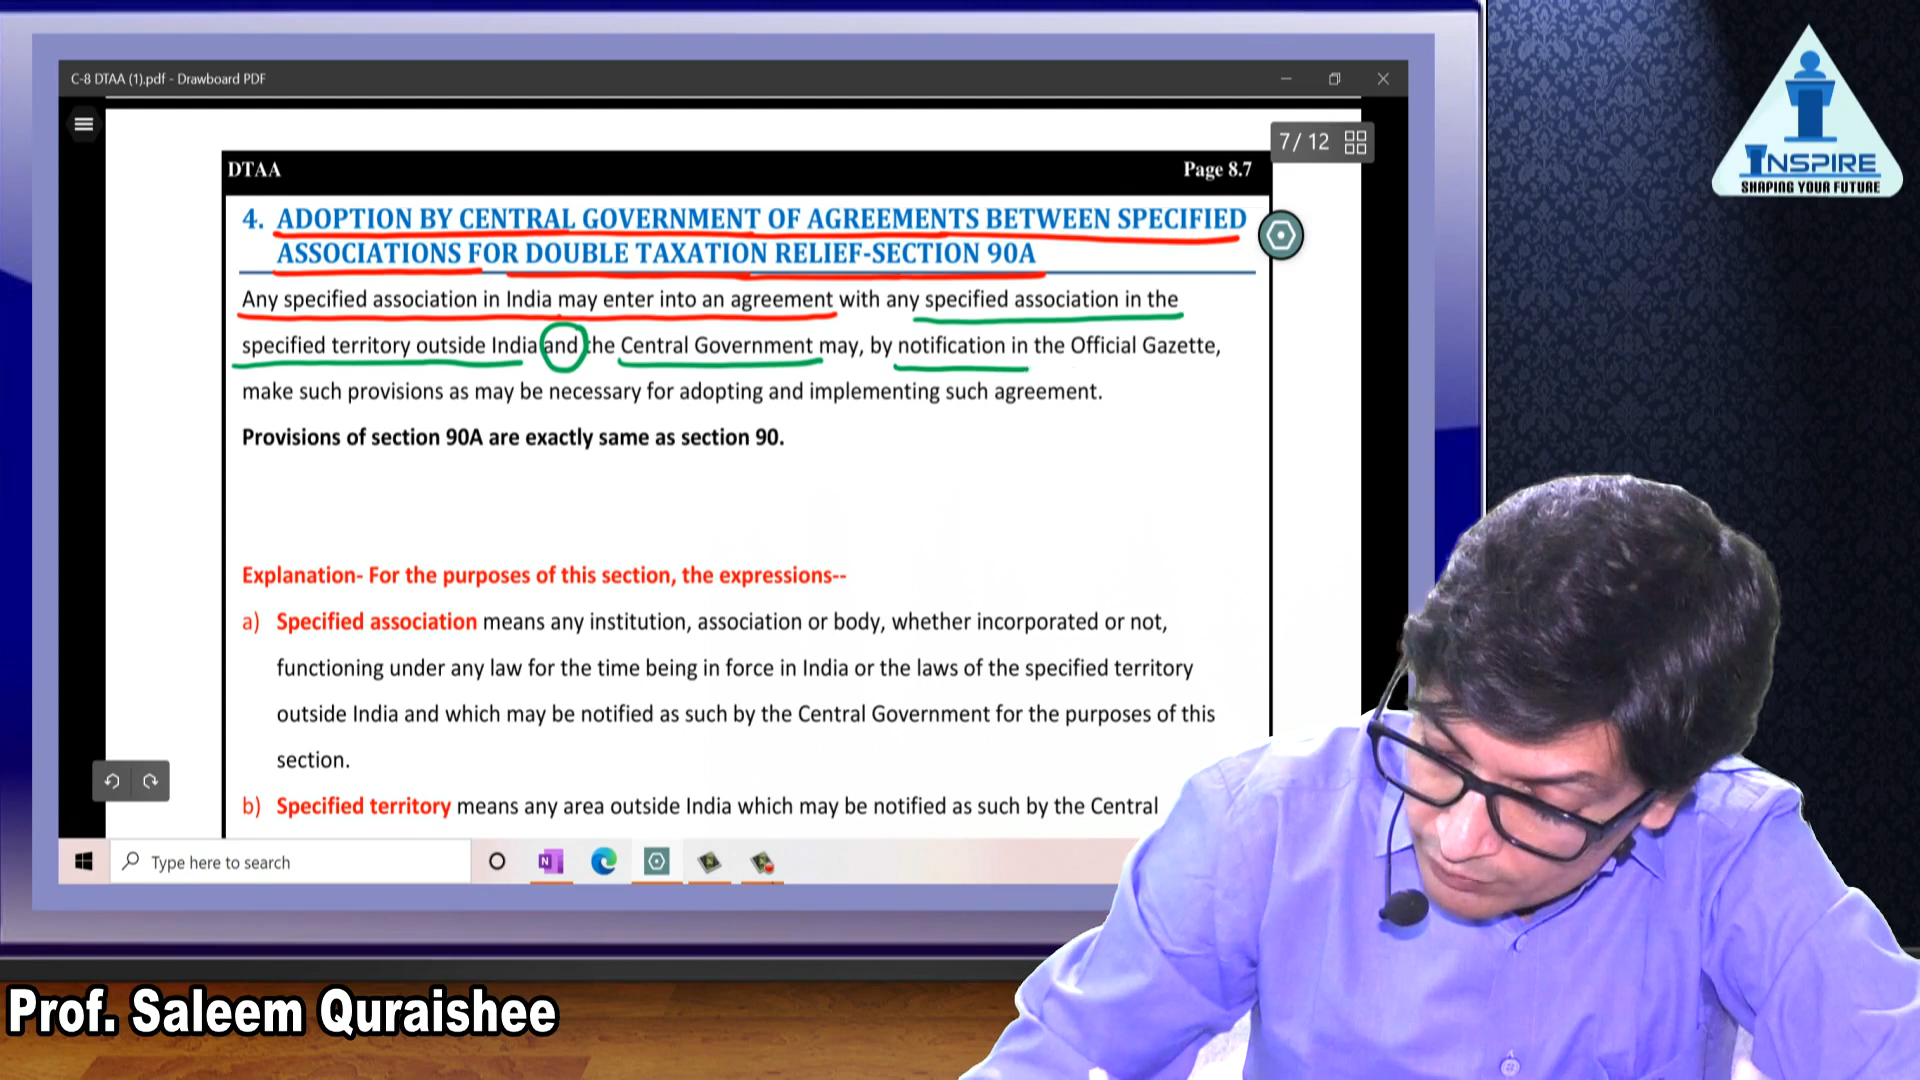 C-8 DTAA (1).pdf - Drawboard PDF
7 / 12
DTAA
Page 8.7
4. ADOPTION BY CENTRAL GOVERNMENT OF AGREEMENTS BETWEEN SPECIFIED
ASSOCIATIONS FOR DOUBLE TAXATION RELIEF-SECTION 90A
Any specified association in India may enter into an agreement with any specified association in the
specified territory outside India and the Central Government may, by notification in the Official Gazette,
make such provisions as may be necessary for adopting and implementing such agreement.
Provisions of section 90A are exactly same as section 90.
Explanation- For the purposes of this section, the expressions--
a) Specified association means any institution, association or body, whether incorporated or not,
functioning under any law for the time being in force in India or the laws of the specified territory
outside India and which may be notified as such by the Central Government for the purposes of this
section.
b) Specified territory means any area outside India which may be notified as such by the Central
Type here to search
INSPIRE
SHAPING YOUR FUTURE
Prof. Saleem Quraishee